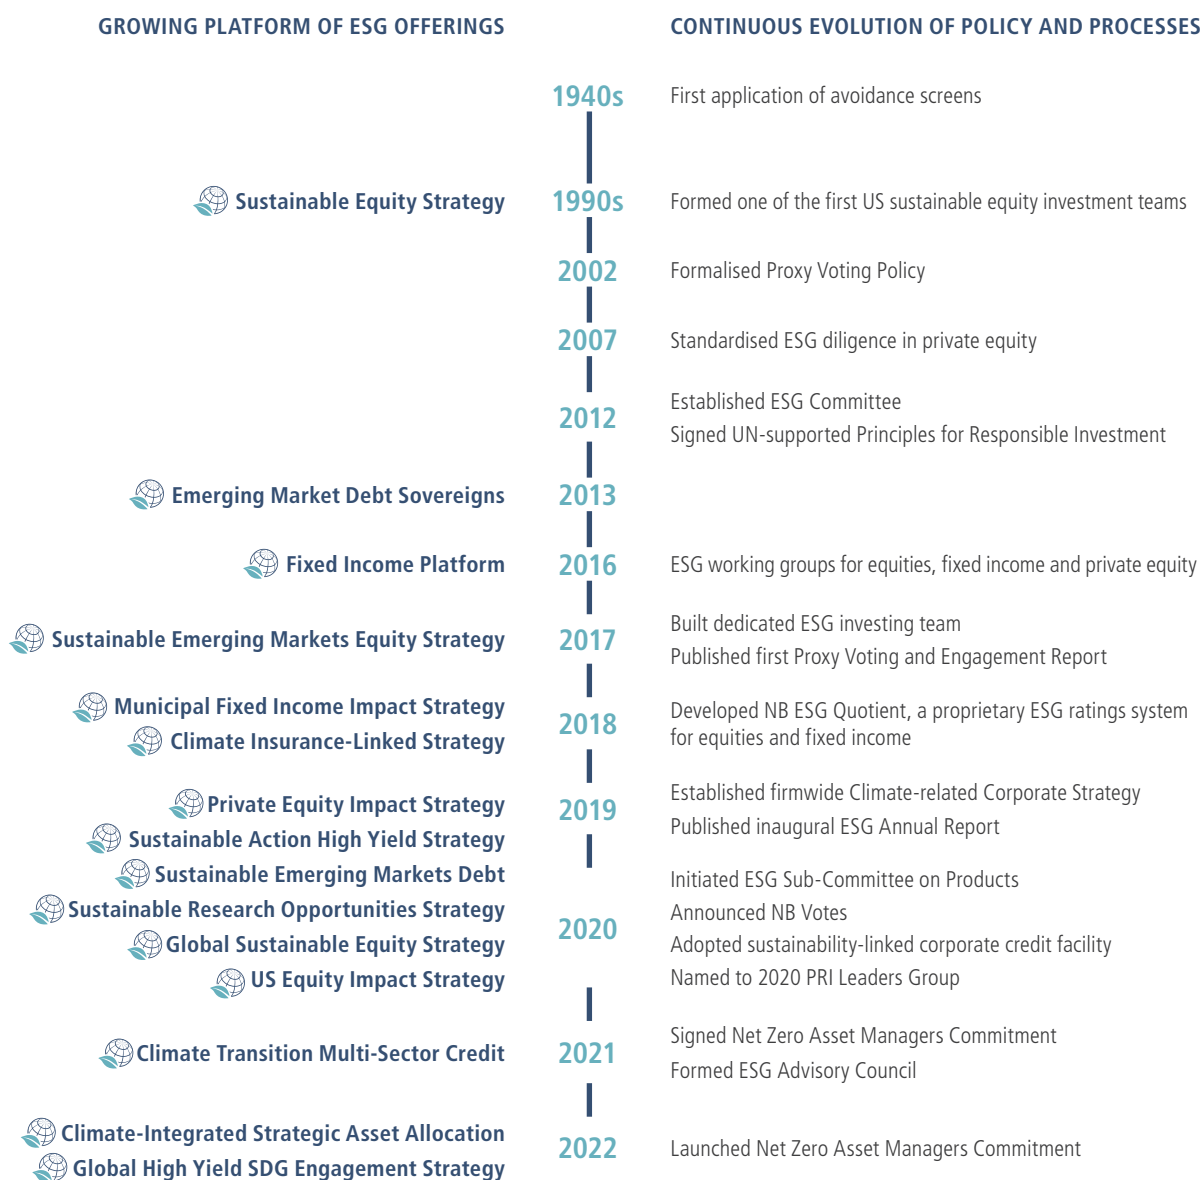 GROWING PLATFORM OF ESG OFFERINGS
CONTINUOUS EVOLUTION OF POLICY AND PROCESSES
1940s
First application of avoidance screens
Sustainable Equity Strategy
1990s
Formed one of the first US sustainable equity investment teams
2002
Formalised Proxy Voting Policy
2007
Standardised ESG diligence in private equity
2012
Established ESG Committee
Signed UN-supported Principles for Responsible Investment
Emerging Market Debt Sovereigns
2013
Fixed Income Platform
2016
ESG working groups for equities, fixed income and private equity
Sustainable Emerging Markets Equity Strategy
2017
Built dedicated ESG investing team
Published first Proxy Voting and Engagement Report
Municipal Fixed Income Impact Strategy
Climate Insurance-Linked Strategy
2018
Developed NB ESG Quotient, a proprietary ESG ratings system
for equities and fixed income
Private Equity Impact Strategy
Sustainable Action High Yield Strategy
2019
Established firmwide Climate-related Corporate Strategy
Published inaugural ESG Annual Report
Sustainable Emerging Markets Debt
Sustainable Research Opportunities Strategy
Global Sustainable Equity Strategy
US Equity Impact Strategy
2020
Initiated ESG Sub-Committee on Products
Announced NB Votes
Adopted sustainability-linked corporate credit facility
Named to 2020 PRI Leaders Group
Climate Transition Multi-Sector Credit
2021
Signed Net Zero Asset Managers Commitment
Formed ESG Advisory Council
Climate-Integrated Strategic Asset Allocation
Global High Yield SDG Engagement Strategy
2022
Launched Net Zero Asset Managers Commitment